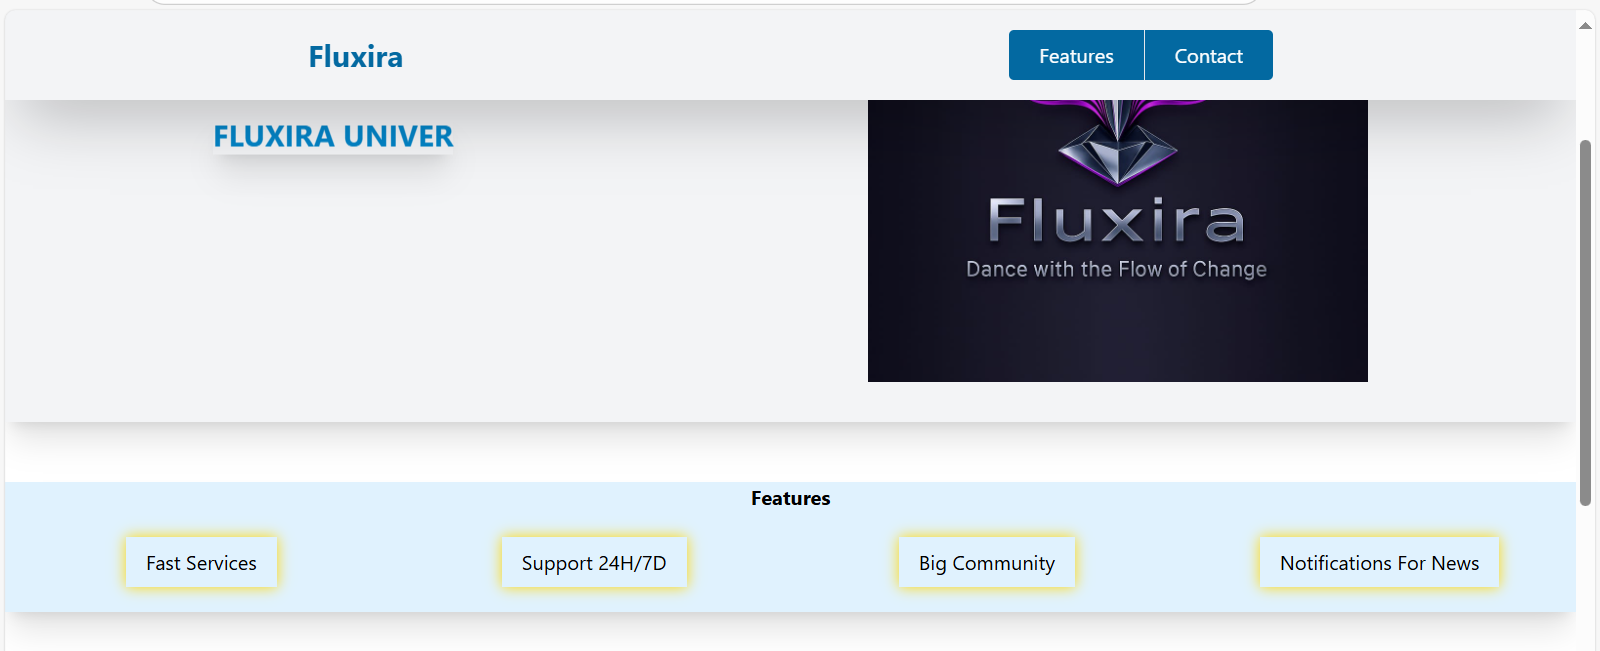 Fluxira
Features
Contact
FLUXIRA UNIVER
Fluxira
Dance with the Flow of Change
Features
Fast Services
Support 24H/7D
Big Community
Notifications For News